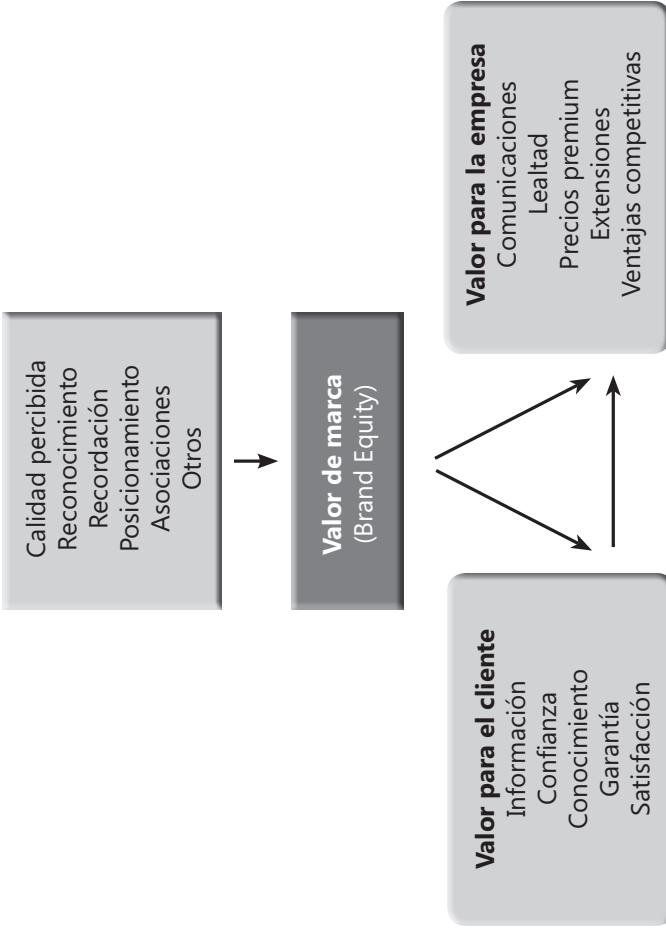 Calidad percibida
Reconocimiento
Recordación
Posicionamiento
Asociaciones
Otros
Valor de marca
(Brand Equity)
Valor para el cliente
Información
Confianza
Conocimiento
Garantía
Satisfacción
Valor para la empresa
Comunicaciones
Lealtad
Precios premium
Extensiones
Ventajas competitivas